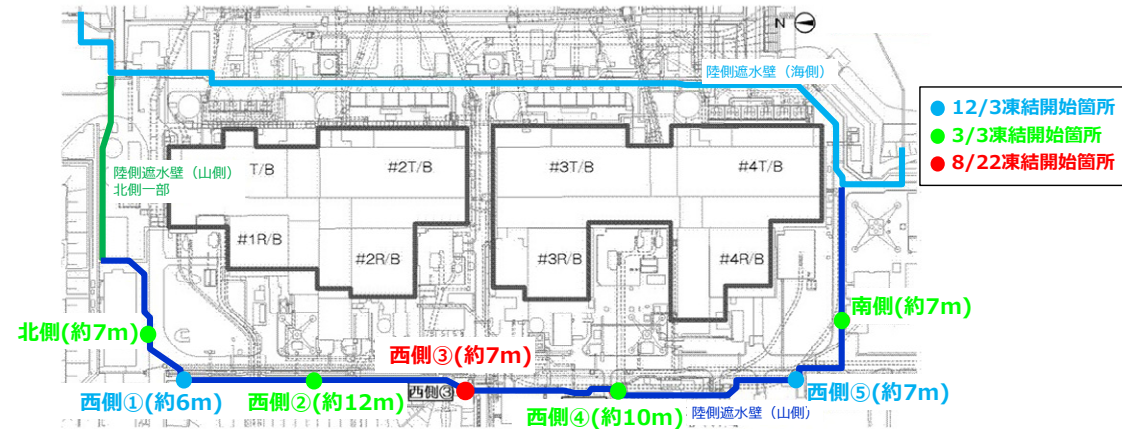 N
陸側遮水壁（海側）
● 12/3凍結開始箇所
● 3/3凍結開始箇所
● 8/22凍結開始箇所
陸側遮水壁（山側）
北側一部
T/B
#2T/B
#3T/B
#4T/B
#1R/B
#2R/B
#3R/B
#4R/B
北側(約7m)
南側(約7m)
西側③(約7m)
西側③
西側①(約6m)
西側②(約12m)
西側④(約10m)
西側⑤(約7m)
陸側遮水壁（山側）